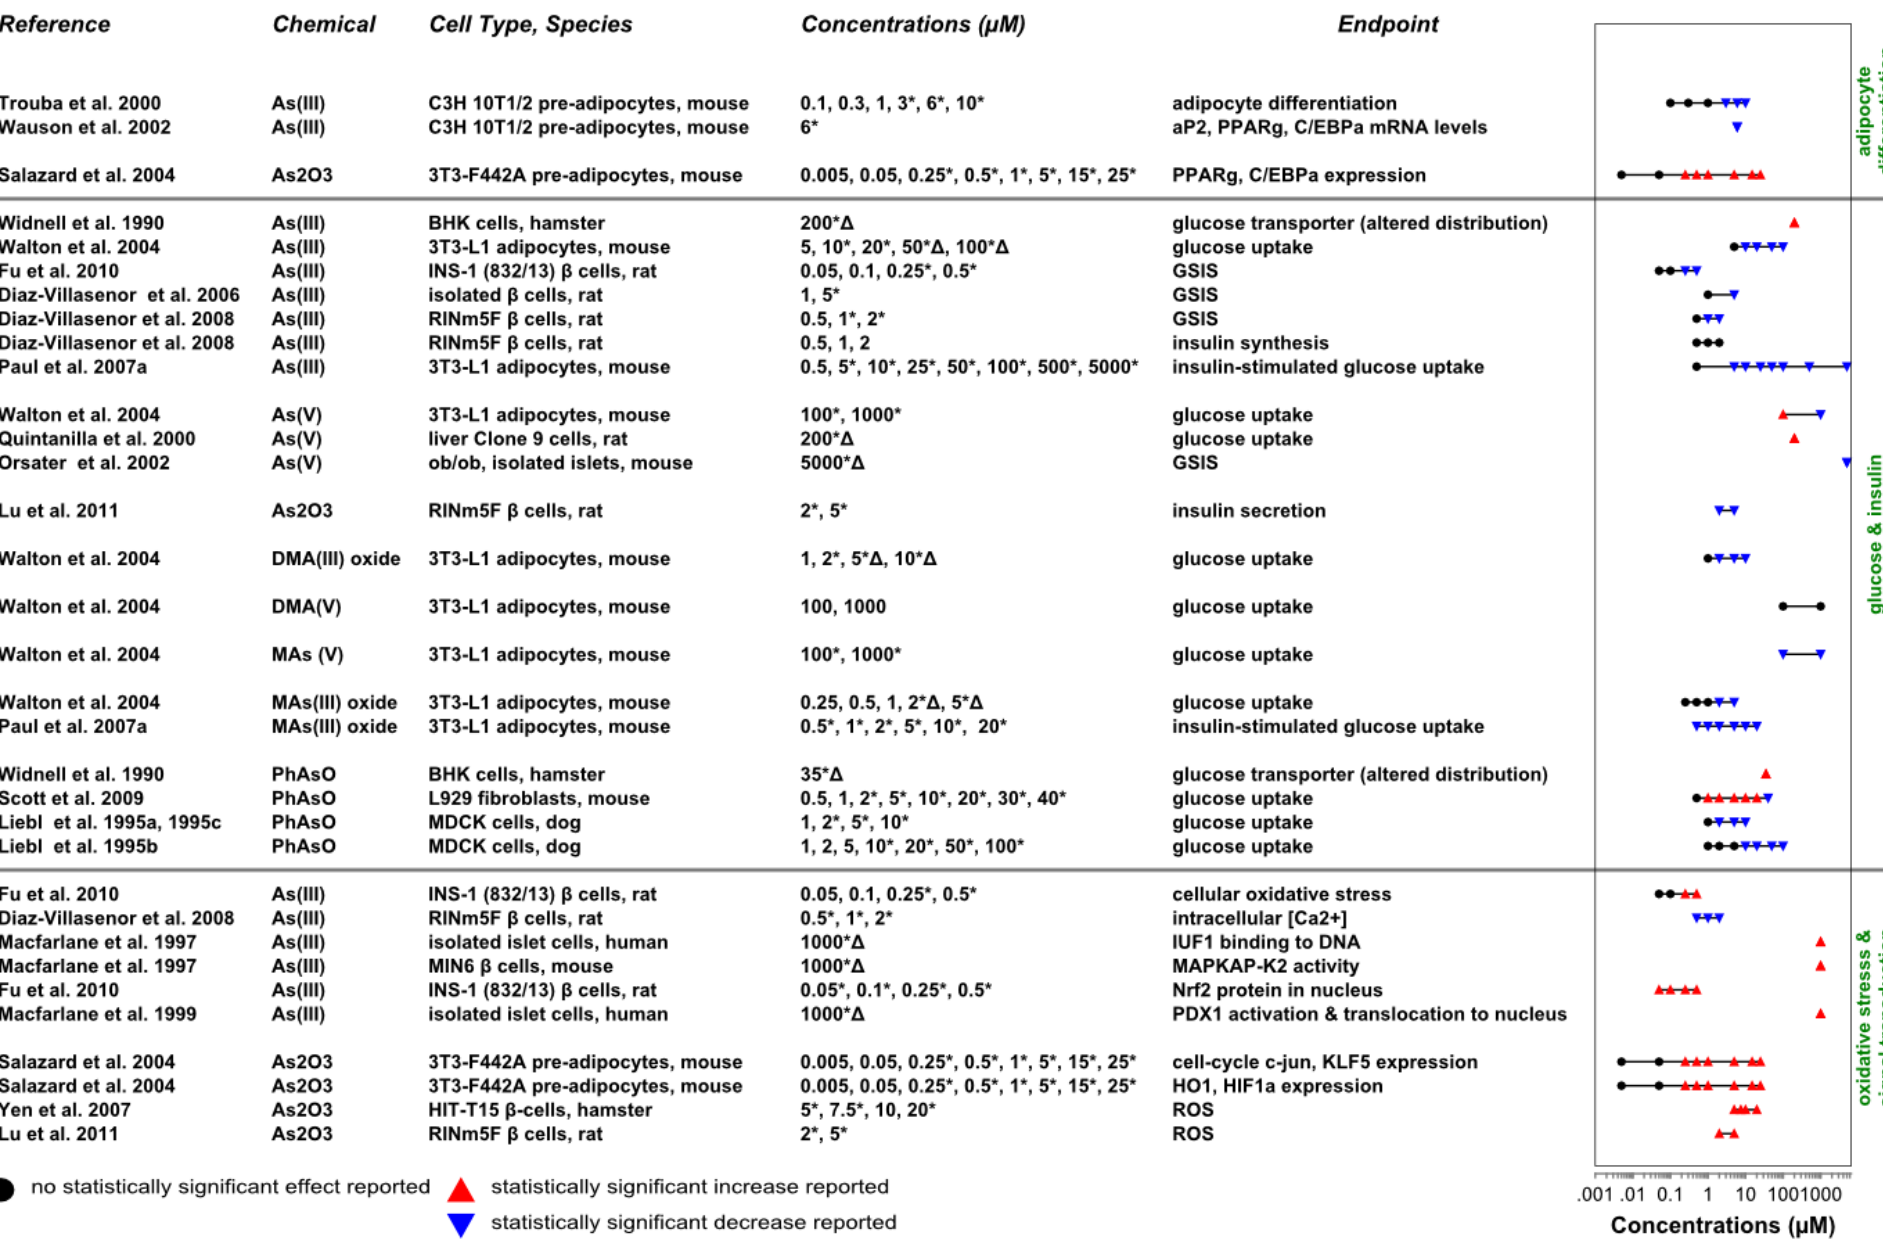 Reference Chemical Cell Type, Species Concentrations (µM) Endpoint
Trouba et al. 2000 As(III) C3H 10T1/2 pre-adipocytes, mouse 0.1, 0.3, 1, 3*, 6*, 10* adipocyte differentiation
Wauson et al. 2002 As(III) C3H 10T1/2 pre-adipocytes, mouse 6* aP2, PPARg, C/EBPa mRNA levels
Salazard et al. 2004 As2O3 3T3-F442A pre-adipocytes, mouse 0.005, 0.05, 0.25*, 0.5*, 1*, 5*, 15*, 25* PPARg, C/EBPa expression
adipocyte
Widnell et al. 1990 As(III) BHK cells, hamster 200*Δ glucose transporter (altered distribution)
Walton et al. 2004 As(III) 3T3-L1 adipocytes, mouse 5, 10*, 20*, 50*Δ, 100*Δ glucose uptake
Fu et al. 2010 As(III) INS-1 (832/13) β cells, rat 0.05, 0.1, 0.25*, 0.5* GSIS
Diaz-Villasenor et al. 2006 As(III) isolated β cells, rat 1, 5* GSIS
Diaz-Villasenor et al. 2008 As(III) RINm5F β cells, rat 0.5, 1*, 2* GSIS
Diaz-Villasenor et al. 2008 As(III) RINm5F β cells, rat 0.5, 1, 2 insulin synthesis
Paul et al. 2007a As(III) 3T3-L1 adipocytes, mouse 0.5, 5*, 10*, 25*, 50*, 100*, 500*, 5000* insulin-stimulated glucose uptake
Walton et al. 2004 As(V) 3T3-L1 adipocytes, mouse 100*, 1000* glucose uptake
Quintanilla et al. 2000 As(V) liver Clone 9 cells, rat 200*Δ glucose uptake
Orsater et al. 2002 As(V) ob/ob, isolated islets, mouse 5000*Δ GSIS
Lu et al. 2011 As2O3 RINm5F β cells, rat 2*, 5* insulin secretion
Walton et al. 2004 DMA(III) oxide 3T3-L1 adipocytes, mouse 1, 2*, 5*Δ, 10*Δ glucose uptake
Walton et al. 2004 DMA(V) 3T3-L1 adipocytes, mouse 100, 1000 glucose uptake
Walton et al. 2004 MAs (V) 3T3-L1 adipocytes, mouse 100*, 1000* glucose uptake
Walton et al. 2004 MAs(III) oxide 3T3-L1 adipocytes, mouse 0.25, 0.5, 1, 2*Δ, 5*Δ glucose uptake
Paul et al. 2007a MAs(III) oxide 3T3-L1 adipocytes, mouse 0.5*, 1*, 2*, 5*, 10*, 20* insulin-stimulated glucose uptake
Widnell et al. 1990 PhAsO BHK cells, hamster 35*Δ glucose transporter (altered distribution)
Scott et al. 2009 PhAsO L929 fibroblasts, mouse 0.5, 1, 2*, 5*, 10*, 20*, 30*, 40* glucose uptake
Liebl et al. 1995a, 1995c PhAsO MDCK cells, dog 1, 2*, 5*, 10* glucose uptake
Liebl et al. 1995b PhAsO MDCK cells, dog 1, 2, 5, 10*, 20*, 50*, 100* glucose uptake
glucose & insulin
Fu et al. 2010 As(III) INS-1 (832/13) β cells, rat 0.05, 0.1, 0.25*, 0.5* cellular oxidative stress
Diaz-Villasenor et al. 2008 As(III) RINm5F β cells, rat 0.5*, 1*, 2* intracellular [Ca2+]
Macfarlane et al. 1997 As(III) isolated islet cells, human 1000*Δ IUF1 binding to DNA
Macfarlane et al. 1997 As(III) MIN6 β cells, mouse 1000*Δ MAPKAP-K2 activity
Fu et al. 2010 As(III) INS-1 (832/13) β cells, rat 0.05*, 0.1*, 0.25*, 0.5* Nrf2 protein in nucleus
Macfarlane et al. 1999 As(III) isolated islet cells, human 1000*Δ PDX1 activation & translocation to nucleus
Salazard et al. 2004 As2O3 3T3-F442A pre-adipocytes, mouse 0.005, 0.05, 0.25*, 0.5*, 1*, 5*, 15*, 25* cell-cycle c-jun, KLF5 expression
Salazard et al. 2004 As2O3 3T3-F442A pre-adipocytes, mouse 0.005, 0.05, 0.25*, 0.5*, 1*, 5*, 15*, 25* HO1, HIF1a expression
Yen et al. 2007 As2O3 HIT-T15 β-cells, hamster 5*, 7.5*, 10, 20* ROS
Lu et al. 2011 As2O3 RINm5F β cells, rat 2*, 5* ROS
oxidative stresss &
no statistically significant effect reported statistically significant increase reported
statistically significant decrease reported
.001 .01 0.1 1 10 100 1000
Concentrations (µM)